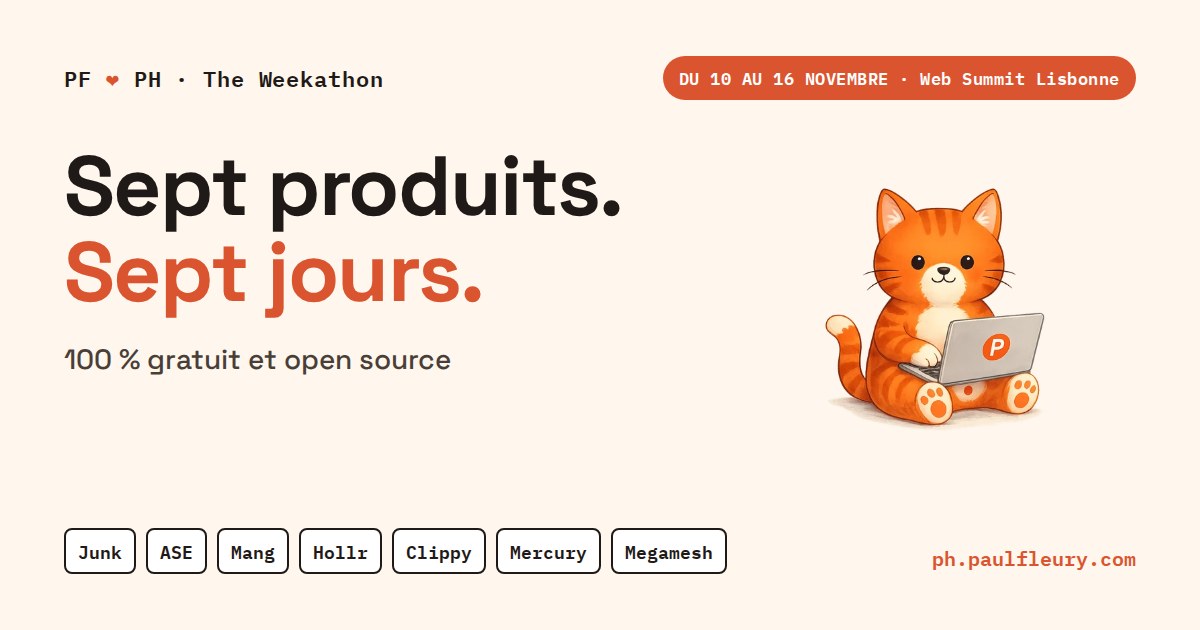 PF ❤ PH · The Weekathon
DU 10 AU 16 NOVEMBRE · Web Summit Lisbonne
Sept produits.
Sept jours.
100 % gratuit et open source
P
Junk
ASE
Mang
Hollr
Clippy
Mercury
Megamesh
ph.paulfleury.com